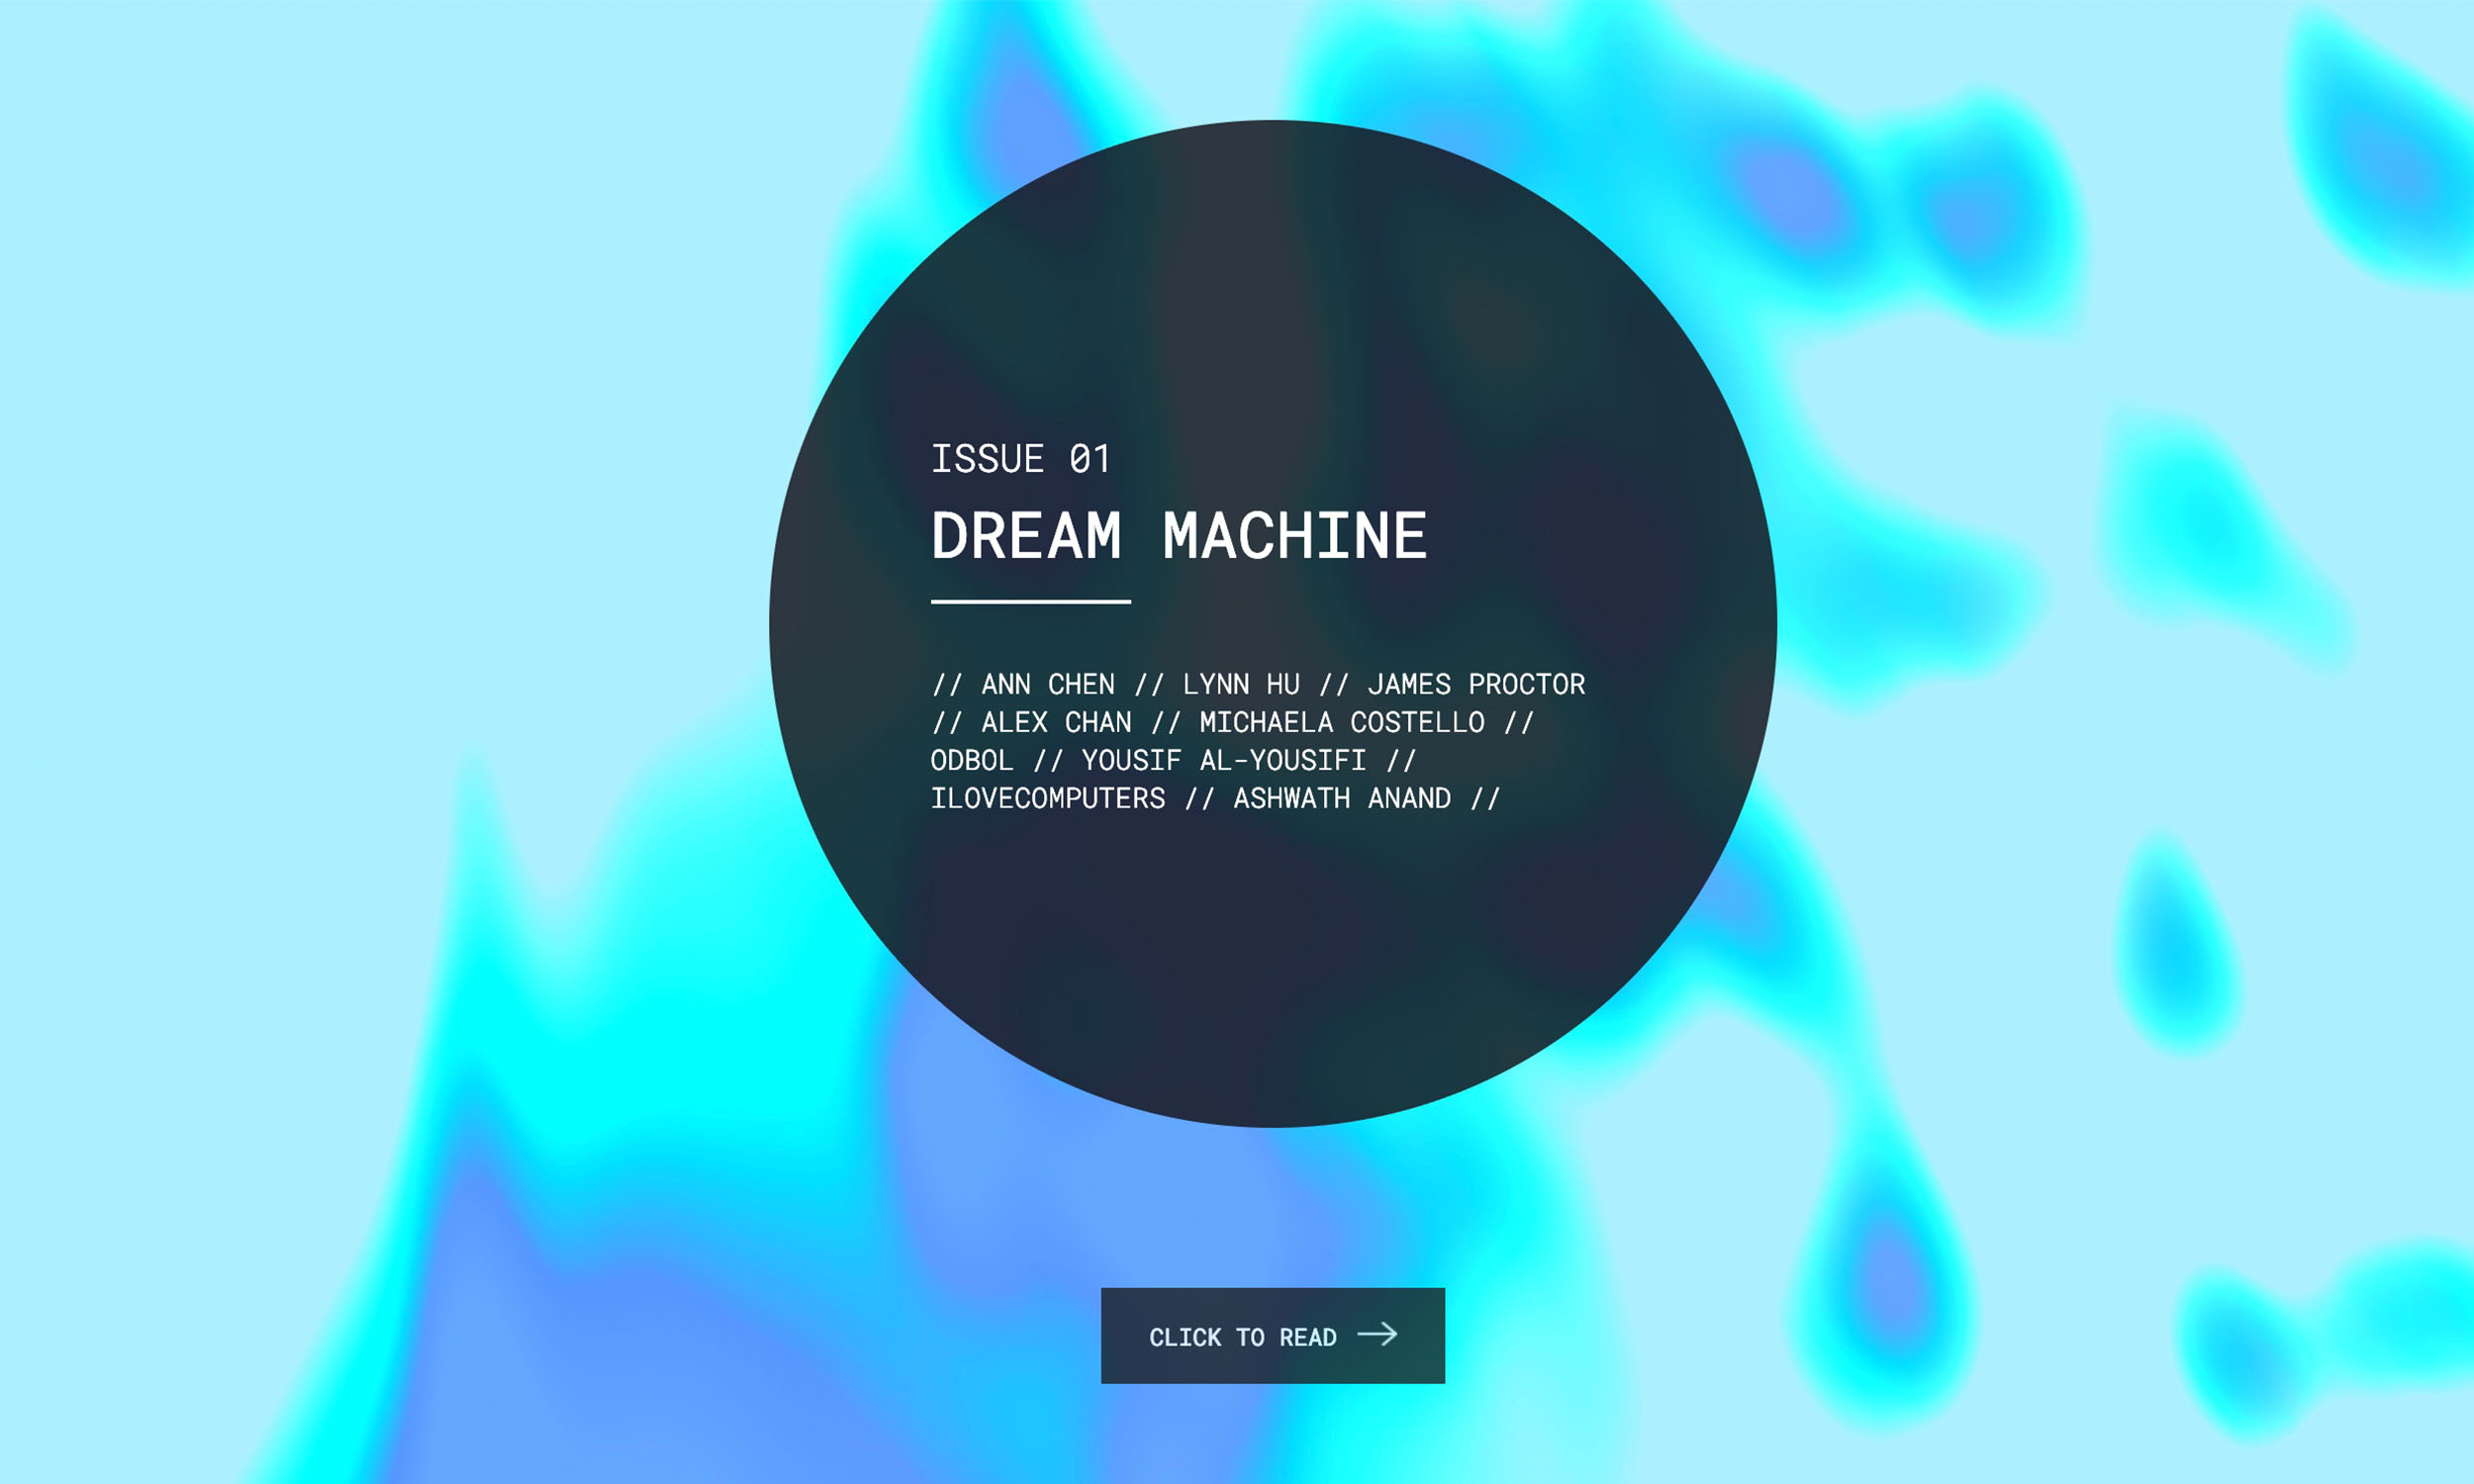 ISSUE 01
DREAM MACHINE
// ANN CHEN // LYNN HU // JAMES PROCTOR
// ALEX CHAN // MICHAELA COSTELLO //
ODBOL // YOUSIF AL-YOUSIFI //
ILOVECOMPUTERS // ASHWATH ANAND //
CLICK TO READ →